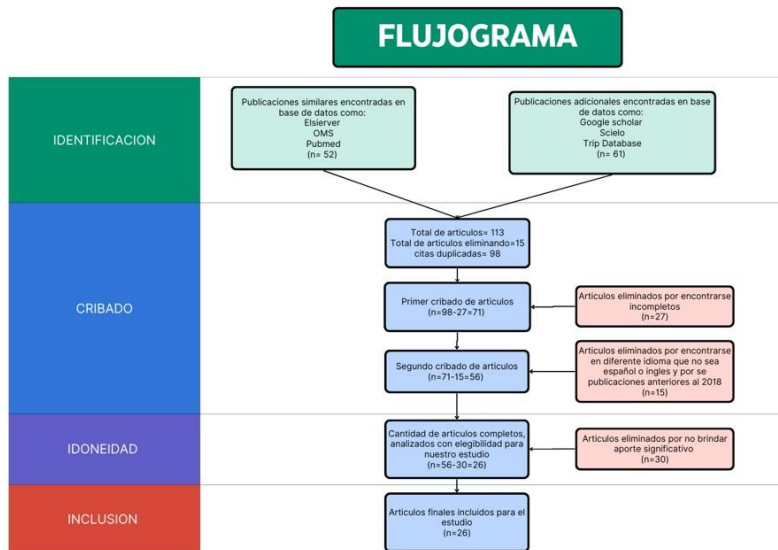 FLUJOGRAMA
IDENTIFICACION
Publicaciones similares encontradas en
base de datos como:
Elsierver
OMS
Pubmed
(n= 52)
Publicaciones adicionales encontradas en base
de datos como:
Google scholar
Scielo
Trip Database
(n= 61)
CRIBADO
Total de articulos= 113
Total de articulos eliminando=15
citas duplicadas= 98
Primer cribado de articulos
(n=98-27=71)
Articulos eliminados por encontrarse
incompletos
(n=27)
Segundo cribado de articulos
(n=71-15=56)
Articulos eliminados por encontrarse
en diferente idioma que no sea
español o ingles y por se
publicaciones anteriores al 2018
(n=15)
IDONEIDAD
Cantidad de articulos completos,
analizados con elegibilidad para
nuestro estudio
(n=56-30=26)
Articulos eliminados por no brindar
aporte significativo
(n=30)
INCLUSION
Articulos finales incluidos para el
estudio
(n=26)